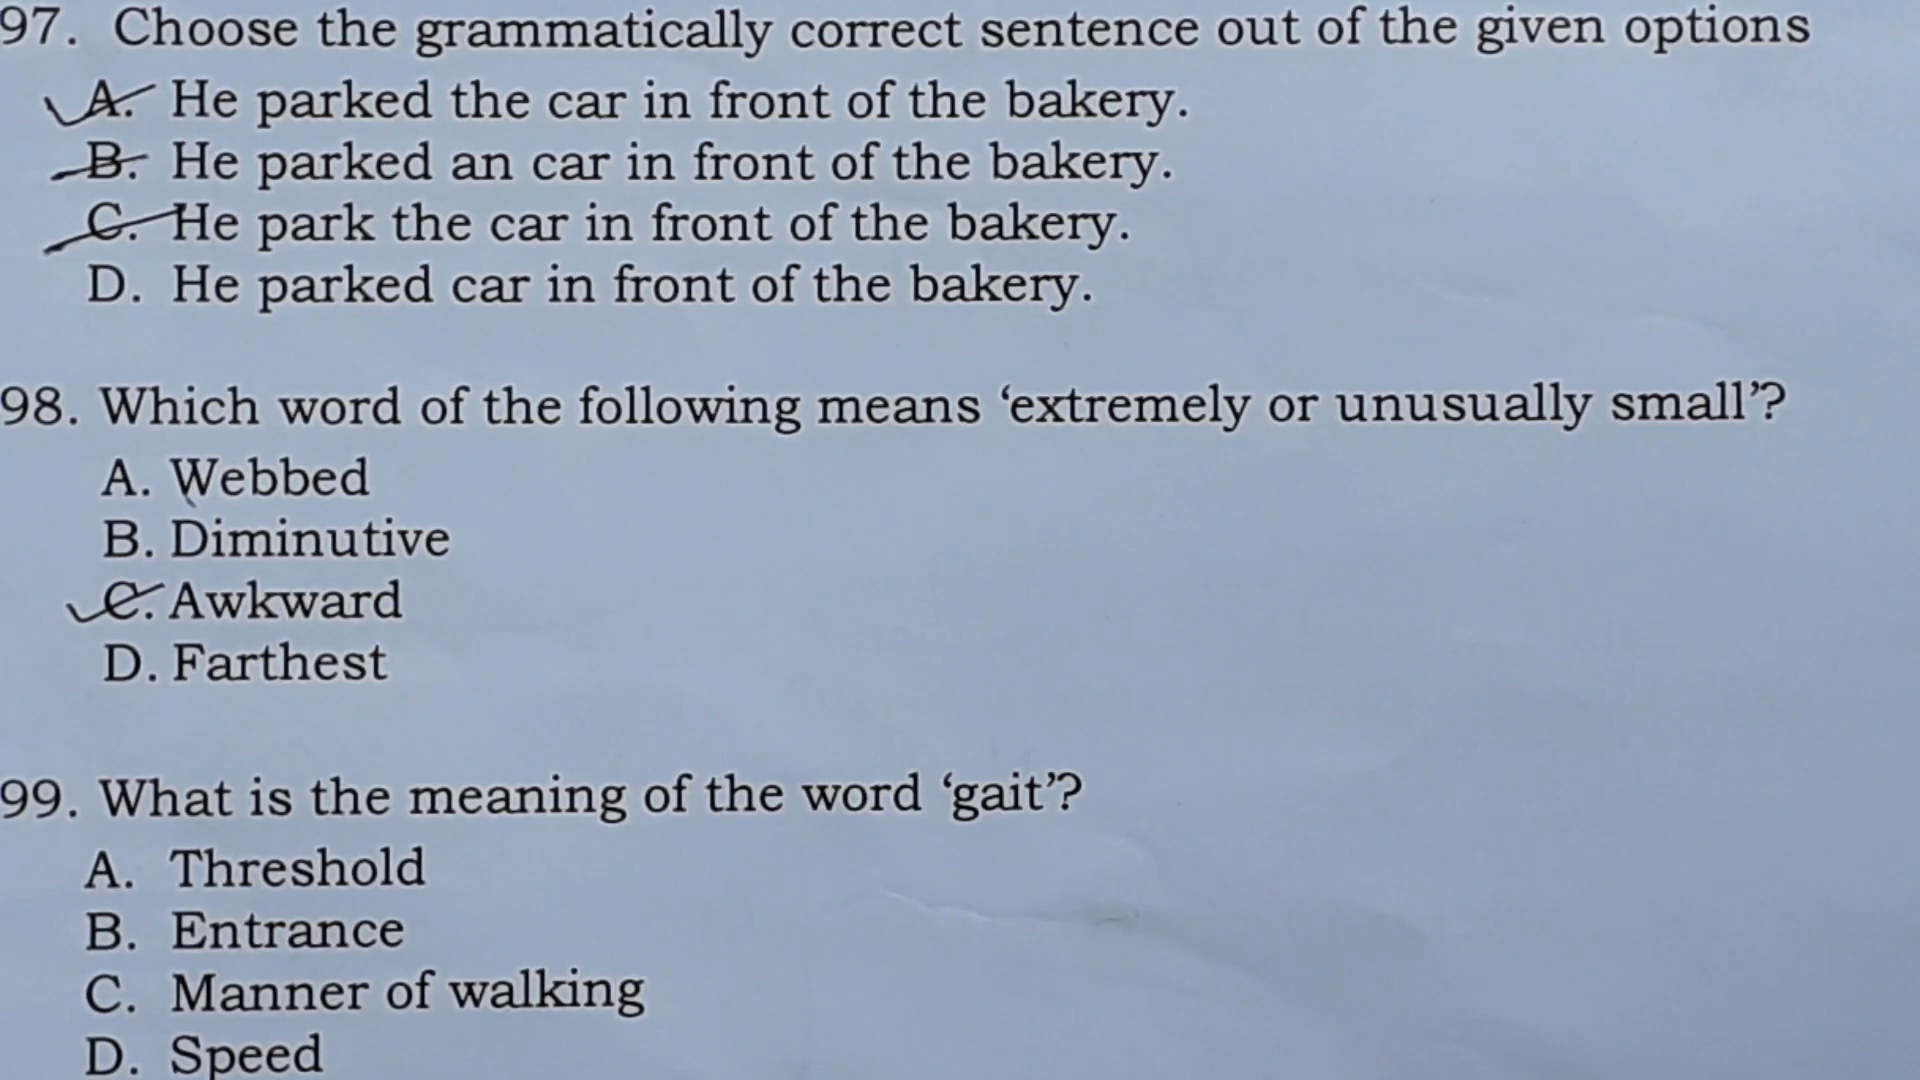 97. Choose the grammatically correct sentence out of the given options
A. He parked the car in front of the bakery.
B. He parked an car in front of the bakery.
C. He park the car in front of the bakery.
D. He parked car in front of the bakery.
98. Which word of the following means ‘extremely or unusually small’?
A. Webbed
B. Diminutive
C. Awkward
D. Farthest
99. What is the meaning of the word ‘gait’?
A. Threshold
B. Entrance
C. Manner of walking
D. Speed